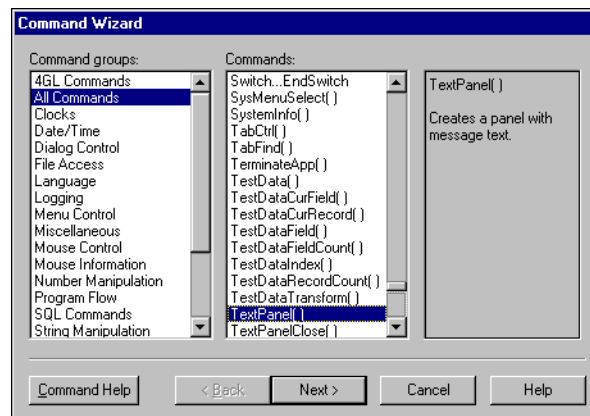 Command Wizard
Command groups:
4GL Commands
All Commands
Clocks
Date/Time
Dialog Control
File Access
Language
Logging
Menu Control
Miscellaneous
Mouse Control
Mouse Information
Number Manipulation
Program Flow
SQL Commands
String Manipulation
Commands:
Switch...EndSwitch
SysMenuSelect( )
SystemInfo( )
TabCtrl( )
TabFind( )
TerminateApp( )
TestData( )
TestDataCurField( )
TestDataCurRecord( )
TestDataField( )
TestDataFieldCount( )
TestDataIndex( )
TestDataRecordCount( )
TestDataTransform( )
TextPanel( )
TextPanelClose( )
TextPanel( )
Creates a panel with
message text.
Command Help
< Back
Next >
Cancel
Help